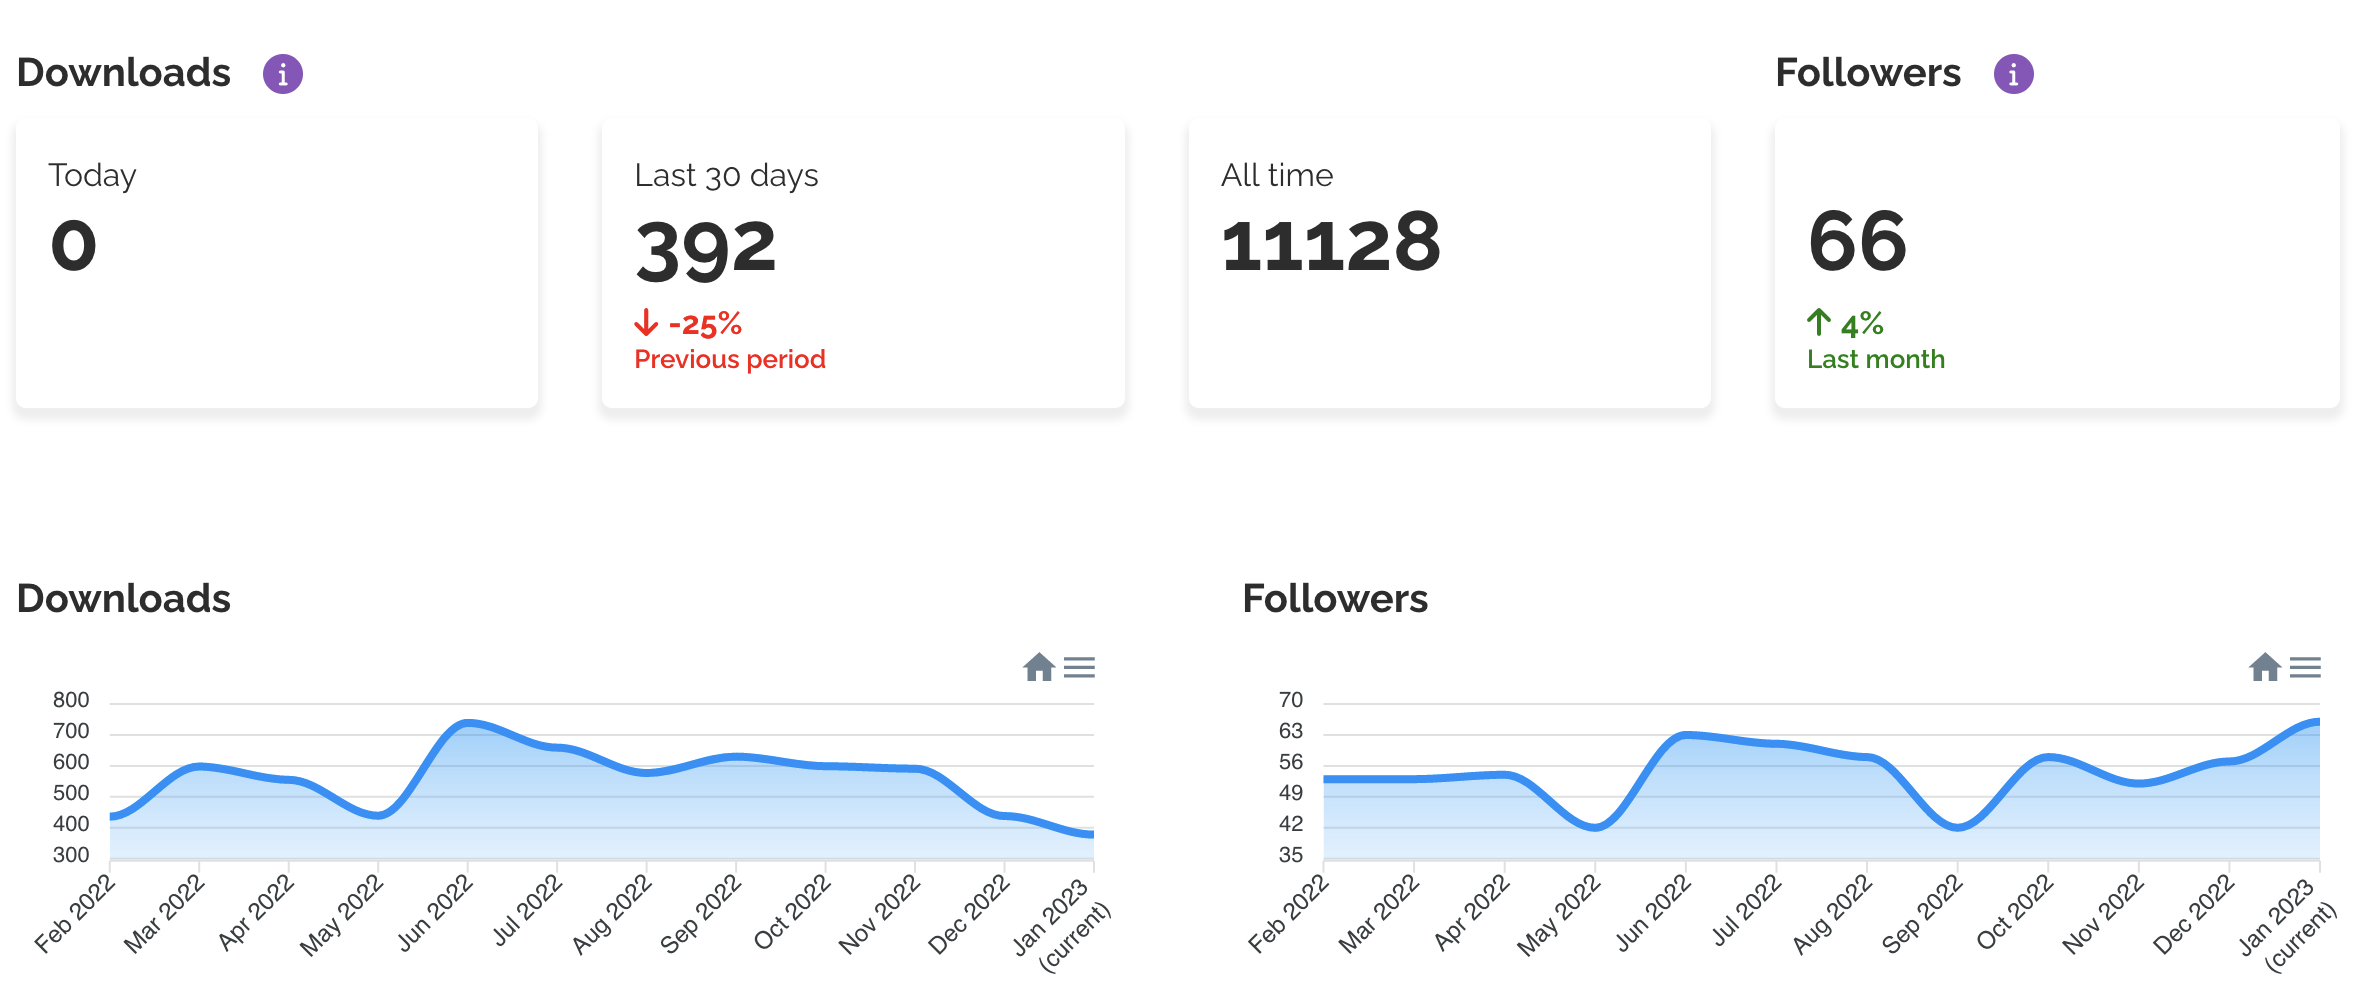 Downloads
Followers
Today
0
Last 30 days
392
-25%
Previous period
All time
11128
66
4%
Last month
Downloads
800
700
600
500
400
300
Feb 2022
Mar 2022
Apr 2022
May 2022
Jun 2022
Jul 2022
Aug 2022
Sep 2022
Oct 2022
Nov 2022
Dec 2022
Jan 2023
(current)
Followers
70
63
56
49
42
35
Feb 2022
Mar 2022
Apr 2022
May 2022
Jun 2022
Jul 2022
Aug 2022
Sep 2022
Oct 2022
Nov 2022
Dec 2022
Jan 2023
(current)